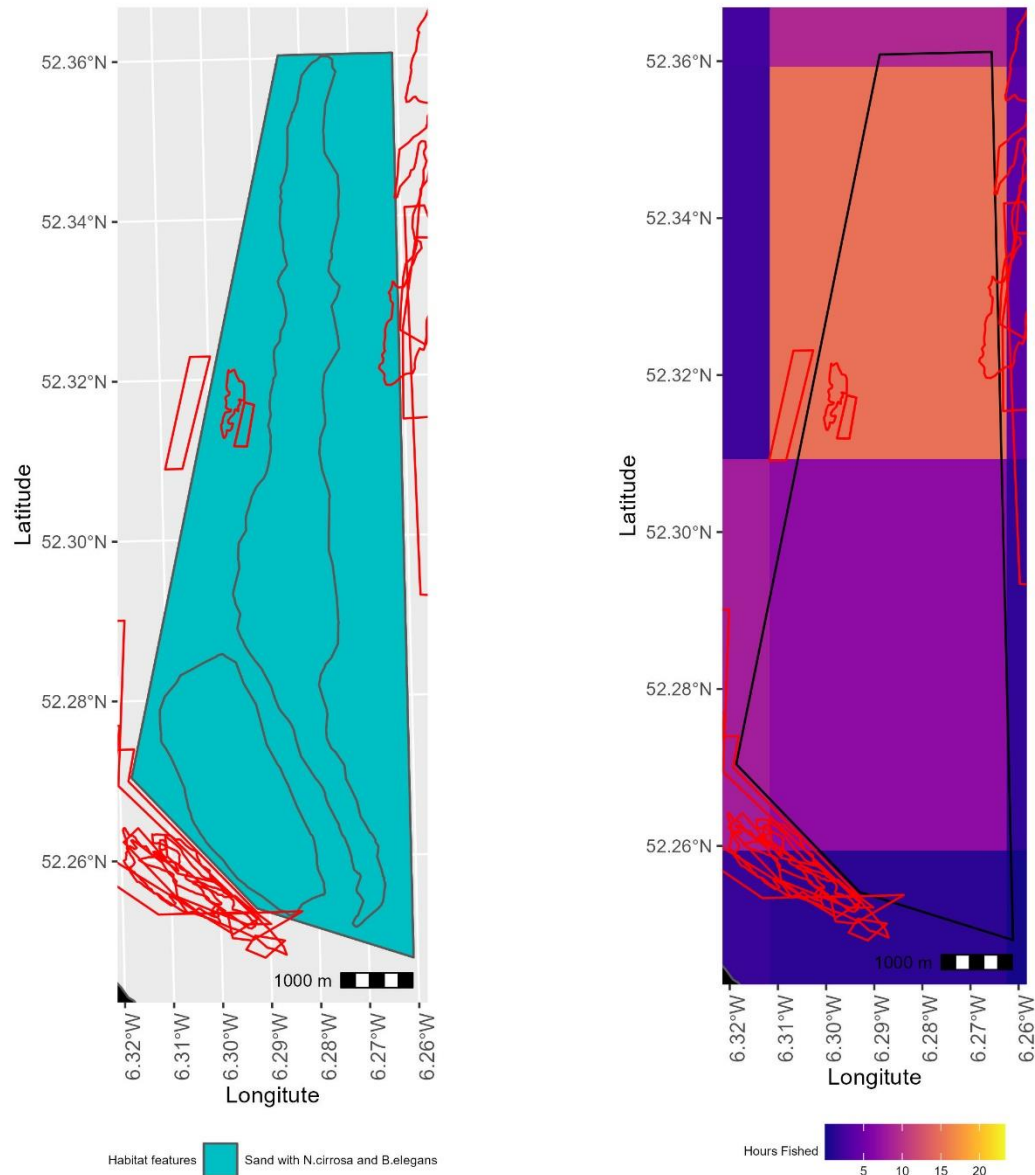 52.36°N
52.34°N
52.32°N
52.30°N
52.28°N
52.26°N
Latitude
1000 m
6.32°W
6.31°W
6.30°W
6.29°W
6.28°W
6.27°W
6.26°W
Longitute
Habitat features
Sand with N.cirrosa and B.elegans
52.36°N
52.34°N
52.32°N
52.30°N
52.28°N
52.26°N
Latitude
1000 m
6.32°W
6.31°W
6.30°W
6.29°W
6.28°W
6.27°W
6.26°W
Longitute
Hours Fished
5 10 15 20